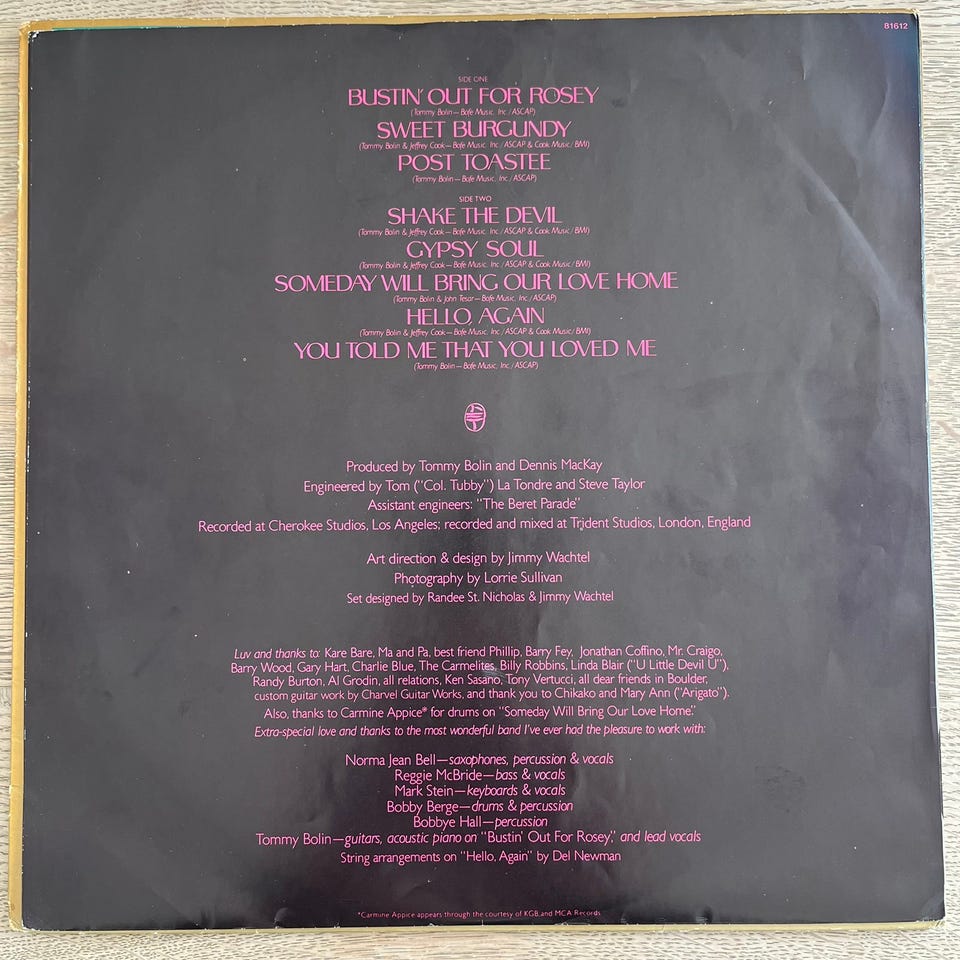 81612
SIDE ONE
BUSTIN' OUT FOR ROSEY
(Tommy Bolin—Bafe Music, Inc./ASCAP)
SWEET BURGUNDY
(Tommy Bolin & Jeffrey Cook—Bafe Music, Inc./ASCAP & Cook Music/BMI)
POST TOASTEE
(Tommy Bolin—Bafe Music, Inc./ASCAP)
SIDE TWO
SHAKE THE DEVIL
(Tommy Bolin & Jeffrey Cook—Bafe Music, Inc./ASCAP & Cook Music/BMI)
GYPSY SOUL
(Tommy Bolin & Jeffrey Cook—Bafe Music, Inc./ASCAP & Cook Music/BMI)
SOMEDAY WILL BRING OUR LOVE HOME
(Tommy Bolin & John Tesar—Bafe Music, Inc./ASCAP)
HELLO, AGAIN
(Tommy Bolin & Jeffrey Cook—Bafe Music, Inc./ASCAP & Cook Music/BMI)
YOU TOLD ME THAT YOU LOVED ME
(Tommy Bolin—Bafe Music, Inc./ASCAP)
Produced by Tommy Bolin and Dennis MacKay
Engineered by Tom ("Col. Tubby") La Tondre and Steve Taylor
Assistant engineers: "The Beret Parade"
Recorded at Cherokee Studios, Los Angeles; recorded and mixed at Trident Studios, London, England
Art direction & design by Jimmy Wachtel
Photography by Lorrie Sullivan
Set designed by Randee St. Nicholas & Jimmy Wachtel
Luv and thanks to: Kare Bare, Ma and Pa, best friend Phillip, Barry Fey, Jonathan Coffino, Mr. Craigo,
Barry Wood, Gary Hart, Charlie Blue, The Carmelites, Billy Robbins, Linda Blair ("U Little Devil U"),
Randy Burton, Al Grodin, all relations, Ken Sasano, Tony Vertucci, all dear friends in Boulder,
custom guitar work by Charvel Guitar Works, and thank you to Chikako and Mary Ann ("Arigato").
Also, thanks to Carmine Appice* for drums on "Someday Will Bring Our Love Home."
Extra-special love and thanks to the most wonderful band I've ever had the pleasure to work with:
Norma Jean Bell—saxophones, percussion & vocals
Reggie McBride—bass & vocals
Mark Stein—keyboards & vocals
Bobby Berge—drums & percussion
Bobbye Hall—percussion
Tommy Bolin—guitars, acoustic piano on "Bustin' Out For Rosey," and lead vocals
String arrangements on "Hello, Again" by Del Newman
*Carmine Appice appears through the courtesy of KGB and MCA Records